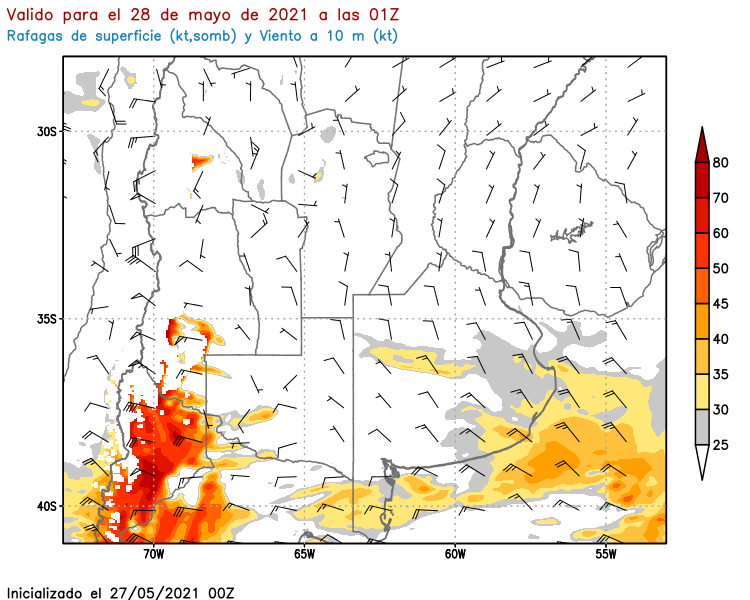 Valido para el 28 de mayo de 2021 a las 01Z
Rafagas de superficie (kt,somb) y Viento a 10 m (kt)
30S
35S
40S
70W
65W
60W
55W
80
70
60
50
45
40
35
30
25
Inicializado el 27/05/2021 00Z